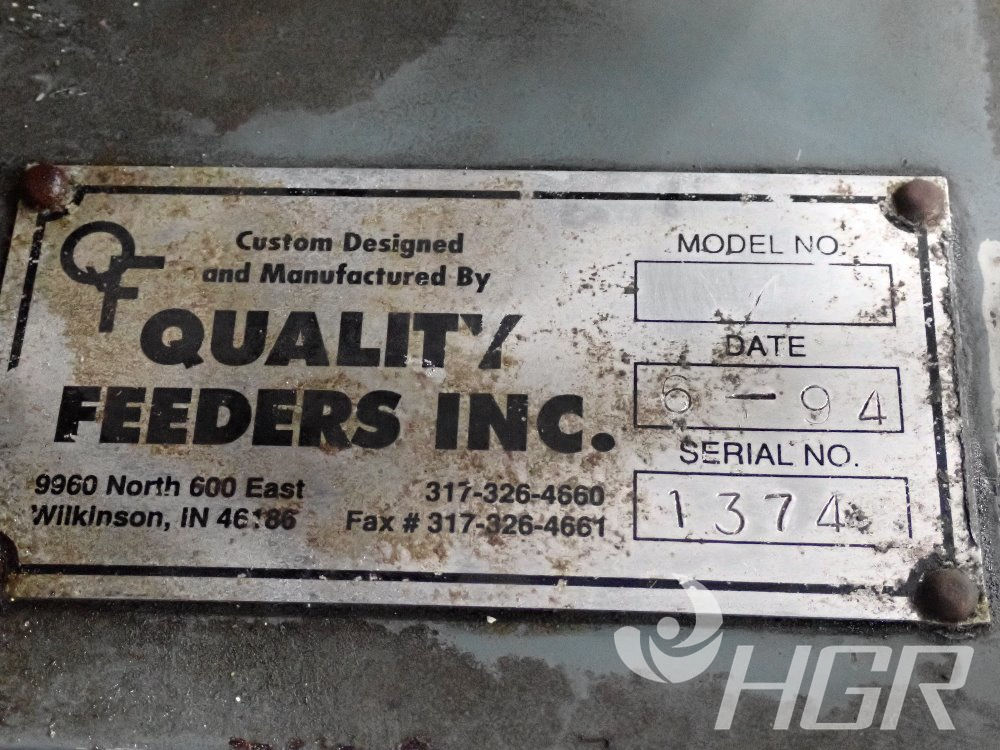 QF
Custom Designed
and Manufactured By
QUALITY
FEEDERS INC.
9960 North 600 East
Wilkinson, IN 46186
317-326-4660
Fax # 317-326-4661
MODEL NO.
DATE
6-94
SERIAL NO.
1374
HGR